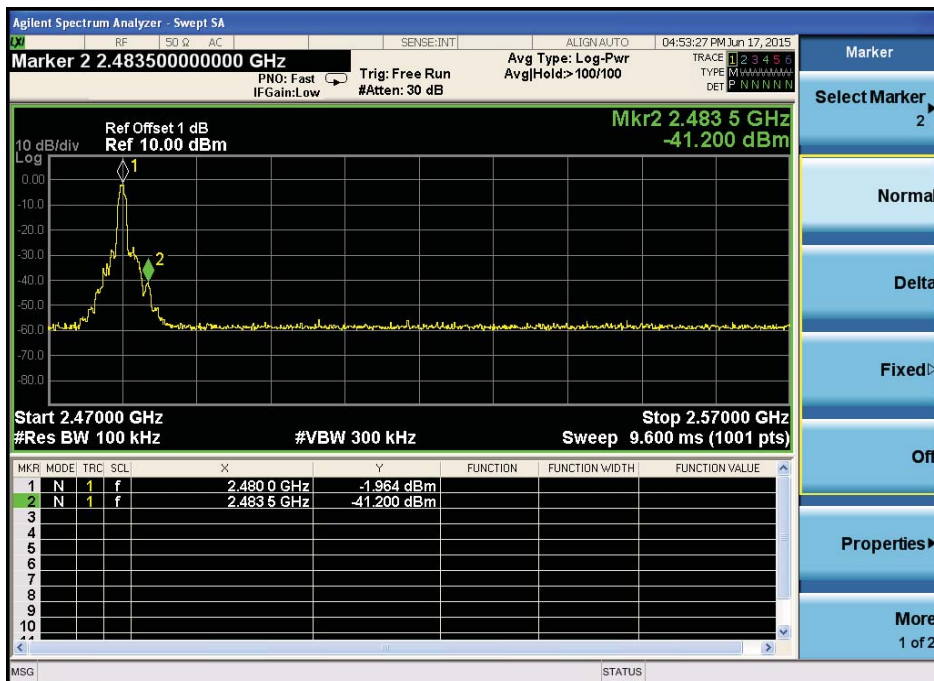 Agilent Spectrum Analyzer - Swept SA
LXI RF 50 Ω AC SENSE:INT ALIGNAUTO 04:53:27 PM Jun 17, 2015
Marker 2 2.483500000000 GHz
PNO: Fast
IFGain:Low
Trig: Free Run
#Atten: 30 dB
Avg Type: Log-Pwr
Avg|Hold:>100/100
TRACE 1 2 3 4 5 6
TYPE M
DET P N N N N N
Mkr2 2.483 5 GHz
-41.200 dBm
Ref Offset 1 dB
10 dB/div Ref 10.00 dBm
Log
1
0.00
-10.0
-20.0
-30.0
2
-40.0
-50.0
-60.0
-70.0
-80.0
Start 2.47000 GHz Stop 2.57000 GHz
#Res BW 100 kHz #VBW 300 kHz Sweep 9.600 ms (1001 pts)
MKR MODE TRC SCL X Y FUNCTION FUNCTION WIDTH FUNCTION VALUE
1 N 1 f 2.480 0 GHz -1.964 dBm
2 N 1 f 2.483 5 GHz -41.200 dBm
3
4
5
6
7
8
9
10
11
MSG STATUS
Marker
Select Marker
2
Normal
Delta
Fixed
Off
Properties
More
1 of 2